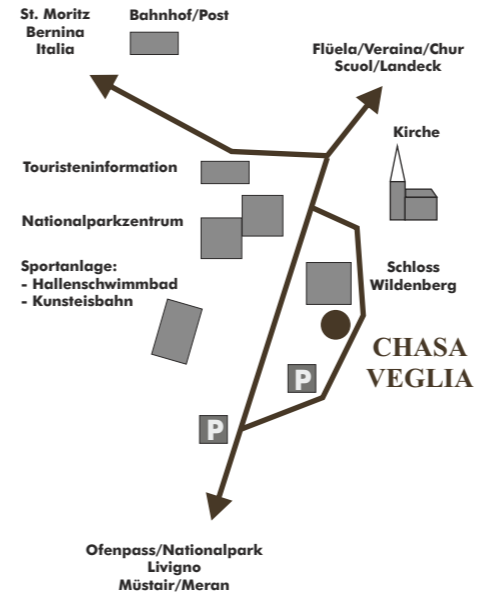 St. Moritz
Bernina
Italia
Bahnhof/Post
Flüela/Veraina/Chur
Scuol/Landeck
Kirche
Touristeninformation
Nationalparkzentrum
Sportanlage:
- Hallenschwimmbad
- Kunsteisbahn
Schloss
Wildenberg
CHASA
VEGLIA
P
P
Ofenpass/Nationalpark
Livigno
Müstair/Meran